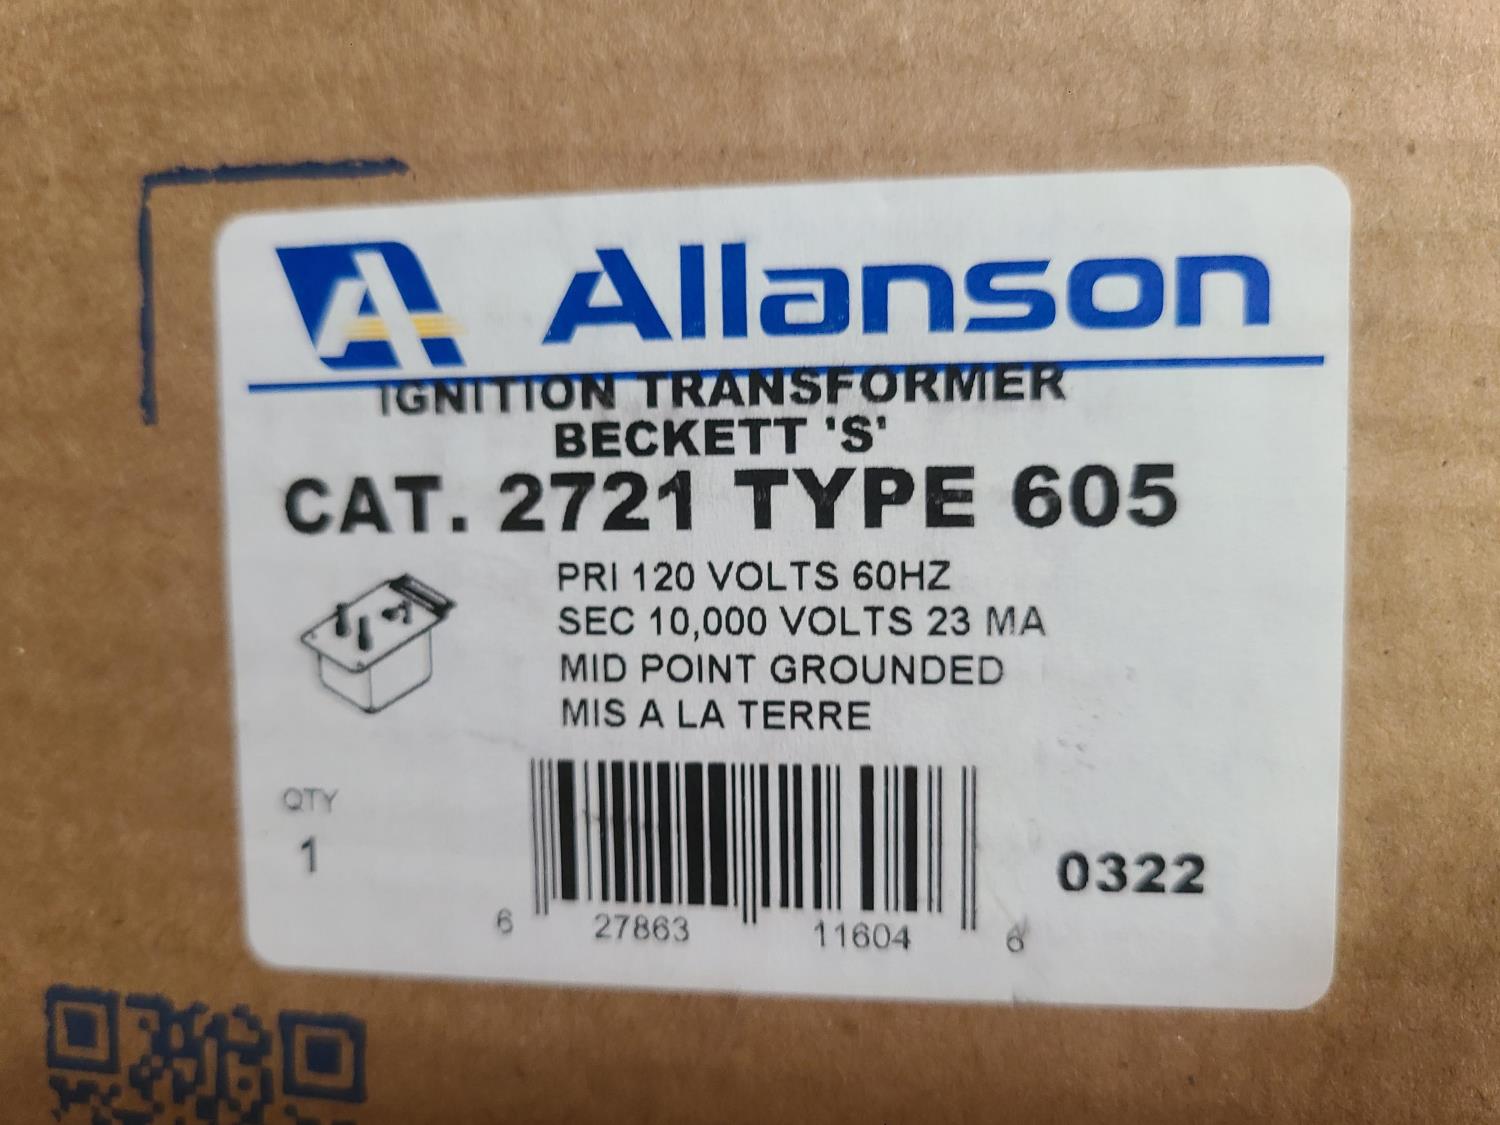 Allanson
IGNITION TRANSFORMER
BECKETT 'S'
CAT. 2721 TYPE 605
PRI 120 VOLTS 60HZ
SEC 10,000 VOLTS 23 MA
MID POINT GROUNDED
MIS A LA TERRE
QTY
1
0322
6 27863 11604 6